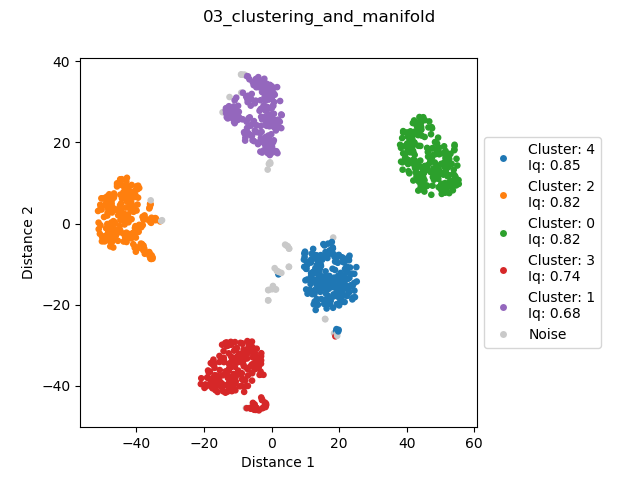 03_clustering_and_manifold
40
20
0
−20
−40
Distance 2
−40
−20
0
20
40
60
Distance 1
Cluster: 4
Iq: 0.85
Cluster: 2
Iq: 0.82
Cluster: 0
Iq: 0.82
Cluster: 3
Iq: 0.74
Cluster: 1
Iq: 0.68
Noise